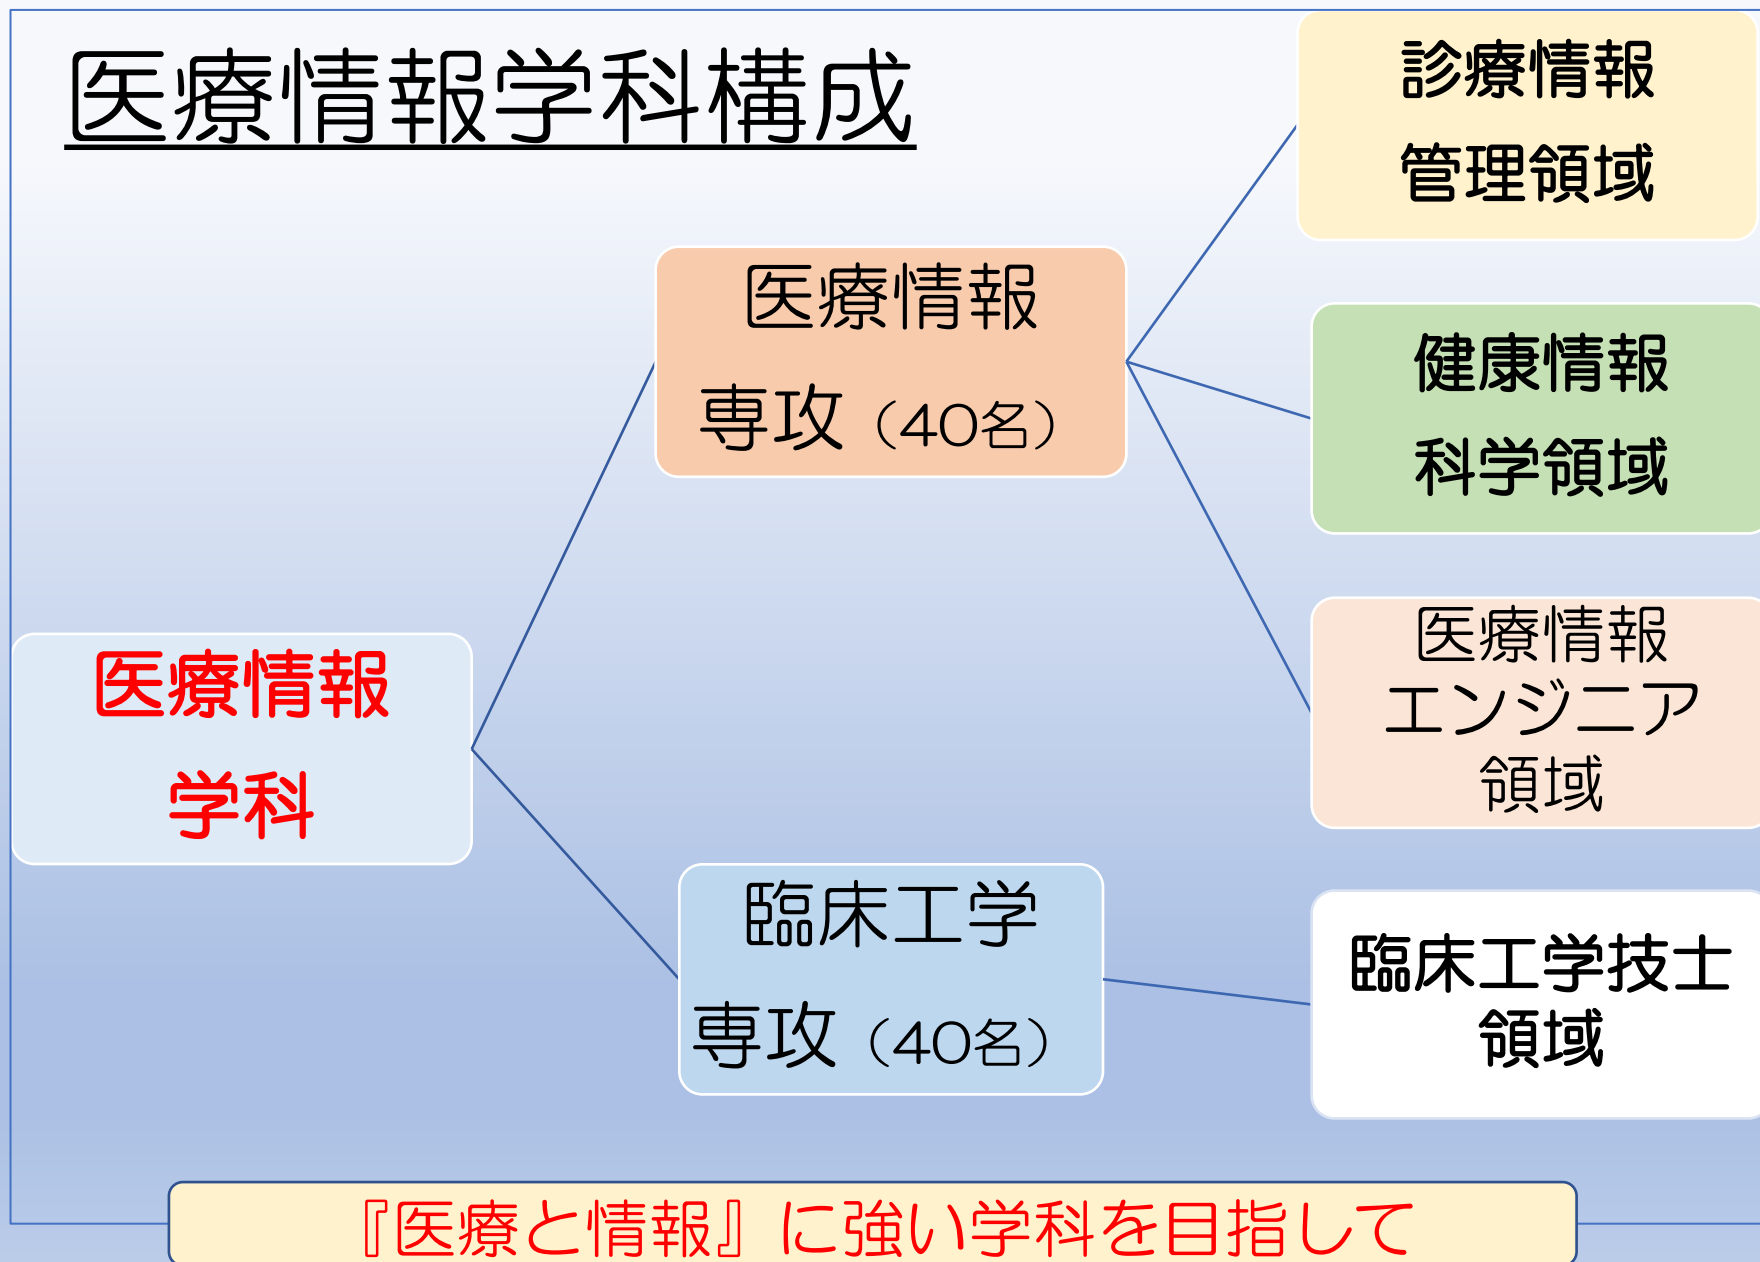 医療情報学科構成
医療情報
学科
医療情報
専攻（40名）
臨床工学
専攻（40名）
診療情報
管理領域
健康情報
科学領域
医療情報
エンジニア
領域
臨床工学技士
領域
『医療と情報』に強い学科を目指して